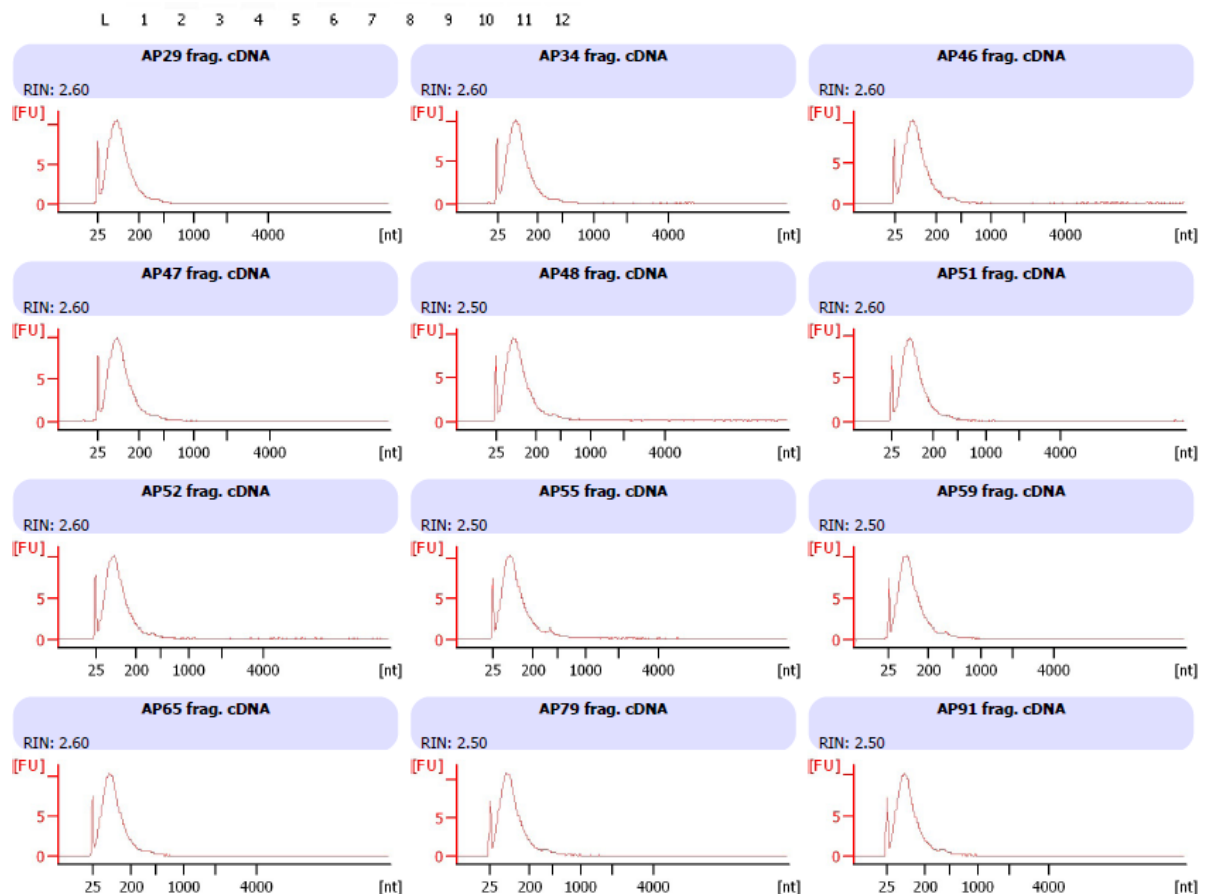 L 1 2 3 4 5 6 7 8 9 10 11 12
AP29 frag. cDNA
RIN: 2.60
[FU]
5
0
25 200 1000 4000 [nt]
AP34 frag. cDNA
RIN: 2.60
[FU]
5
0
25 200 1000 4000 [nt]
AP46 frag. cDNA
RIN: 2.60
[FU]
5
0
25 200 1000 4000 [nt]
AP47 frag. cDNA
RIN: 2.60
[FU]
5
0
25 200 1000 4000 [nt]
AP48 frag. cDNA
RIN: 2.50
[FU]
5
0
25 200 1000 4000 [nt]
AP51 frag. cDNA
RIN: 2.60
[FU]
5
0
25 200 1000 4000 [nt]
AP52 frag. cDNA
RIN: 2.60
[FU]
5
0
25 200 1000 4000 [nt]
AP55 frag. cDNA
RIN: 2.50
[FU]
5
0
25 200 1000 4000 [nt]
AP59 frag. cDNA
RIN: 2.50
[FU]
5
0
25 200 1000 4000 [nt]
AP65 frag. cDNA
RIN: 2.60
[FU]
5
0
25 200 1000 4000 [nt]
AP79 frag. cDNA
RIN: 2.50
[FU]
5
0
25 200 1000 4000 [nt]
AP91 frag. cDNA
RIN: 2.50
[FU]
5
0
25 200 1000 4000 [nt]